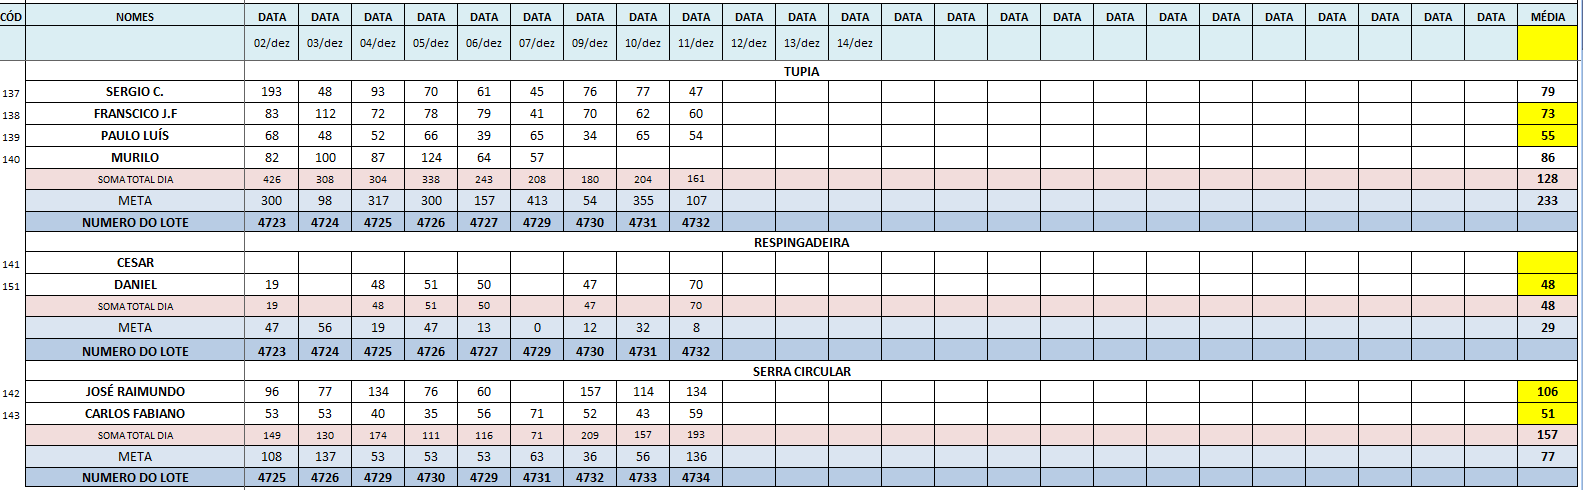 CÓD NOMES DATA DATA DATA DATA DATA DATA DATA DATA DATA DATA DATA DATA DATA DATA DATA DATA DATA DATA DATA DATA DATA DATA DATA DATA MÉDIA
02/dez 03/dez 04/dez 05/dez 06/dez 07/dez 09/dez 10/dez 11/dez 12/dez 13/dez 14/dez
TUPIA
137 SERGIO C. 193 48 93 70 61 45 76 77 47 79
138 FRANSCICO J.F 83 112 72 78 79 41 70 62 60 73
139 PAULO LUÍS 68 48 52 66 39 65 34 65 54 55
140 MURILO 82 100 87 124 64 57 86
SOMA TOTAL DIA 426 308 304 338 243 208 180 204 161 128
META 300 98 317 300 157 413 54 355 107 233
NUMERO DO LOTE 4723 4724 4725 4726 4727 4729 4730 4731 4732
RESPINGADEIRA
141 CESAR
151 DANIEL 19 48 51 50 47 70 48
SOMA TOTAL DIA 19 48 51 50 47 70 48
META 47 56 19 47 13 0 12 32 8 29
NUMERO DO LOTE 4723 4724 4725 4726 4727 4729 4730 4731 4732
SERRA CIRCULAR
142 JOSÉ RAIMUNDO 96 77 134 76 60 157 114 134 106
143 CARLOS FABIANO 53 53 40 35 56 71 52 43 59 51
SOMA TOTAL DIA 149 130 174 111 116 71 209 157 193 157
META 108 137 53 53 53 63 36 56 136 77
NUMERO DO LOTE 4725 4726 4729 4730 4729 4731 4732 4733 4734